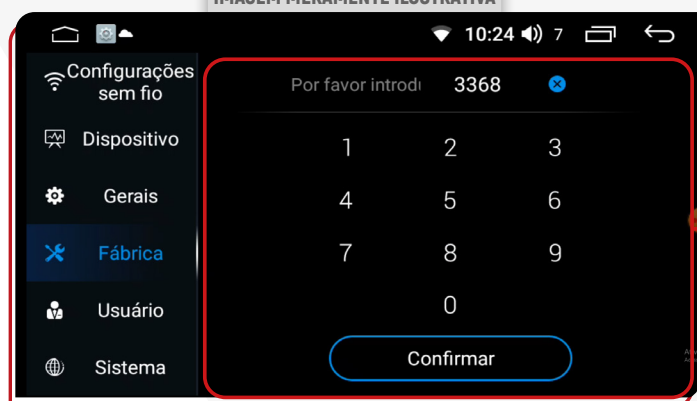 IMAGEM MERAMENTE ILUSTRATIVA
10:24 7
Configurações
sem fio
Dispositivo
Gerais
Fábrica
Usuário
Sistema
Por favor introdu 3368
1 2 3
4 5 6
7 8 9
0
Confirmar